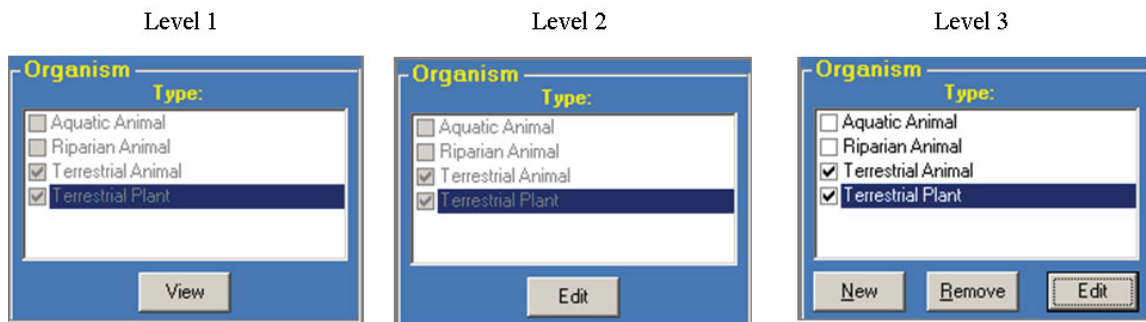 Level 1
Level 2
Level 3
Organism
Type:
Aquatic Animal
Riparian Animal
Terrestrial Animal
Terrestrial Plant
View
Organism
Type:
Aquatic Animal
Riparian Animal
Terrestrial Animal
Terrestrial Plant
Edit
Organism
Type:
Aquatic Animal
Riparian Animal
Terrestrial Animal
Terrestrial Plant
New
Remove
Edit